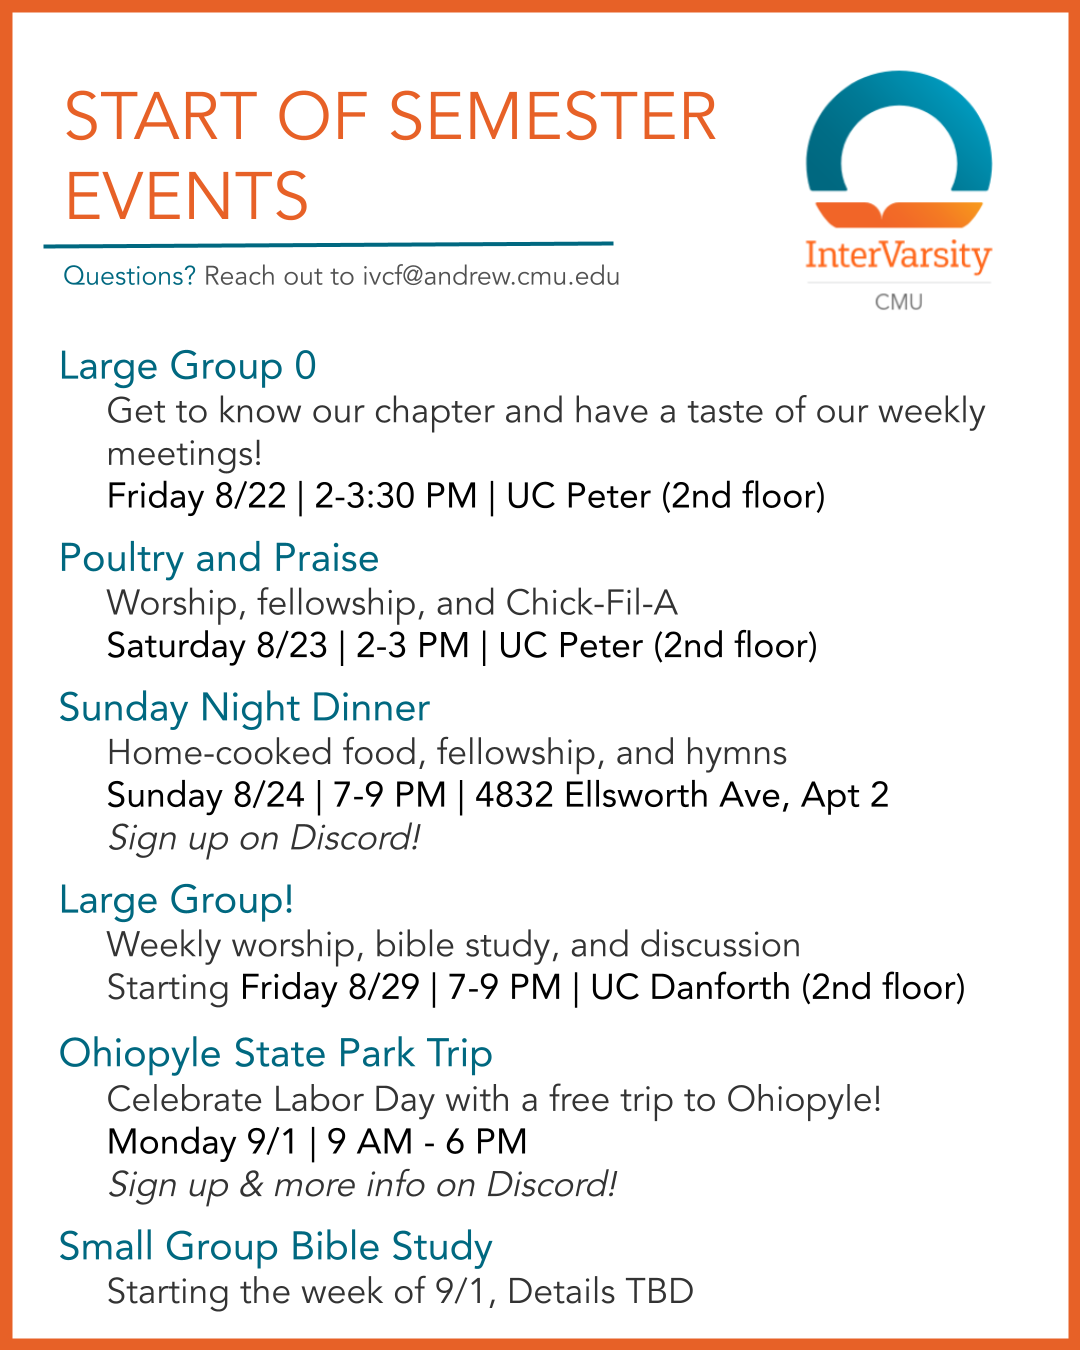 START OF SEMESTER
EVENTS
Questions? Reach out to ivcf@andrew.cmu.edu
InterVarsity
CMU
Large Group 0
Get to know our chapter and have a taste of our weekly
meetings!
Friday 8/22 | 2-3:30 PM | UC Peter (2nd floor)
Poultry and Praise
Worship, fellowship, and Chick-Fil-A
Saturday 8/23 | 2-3 PM | UC Peter (2nd floor)
Sunday Night Dinner
Home-cooked food, fellowship, and hymns
Sunday 8/24 | 7-9 PM | 4832 Ellsworth Ave, Apt 2
Sign up on Discord!
Large Group!
Weekly worship, bible study, and discussion
Starting Friday 8/29 | 7-9 PM | UC Danforth (2nd floor)
Ohiopyle State Park Trip
Celebrate Labor Day with a free trip to Ohiopyle!
Monday 9/1 | 9 AM - 6 PM
Sign up & more info on Discord!
Small Group Bible Study
Starting the week of 9/1, Details TBD